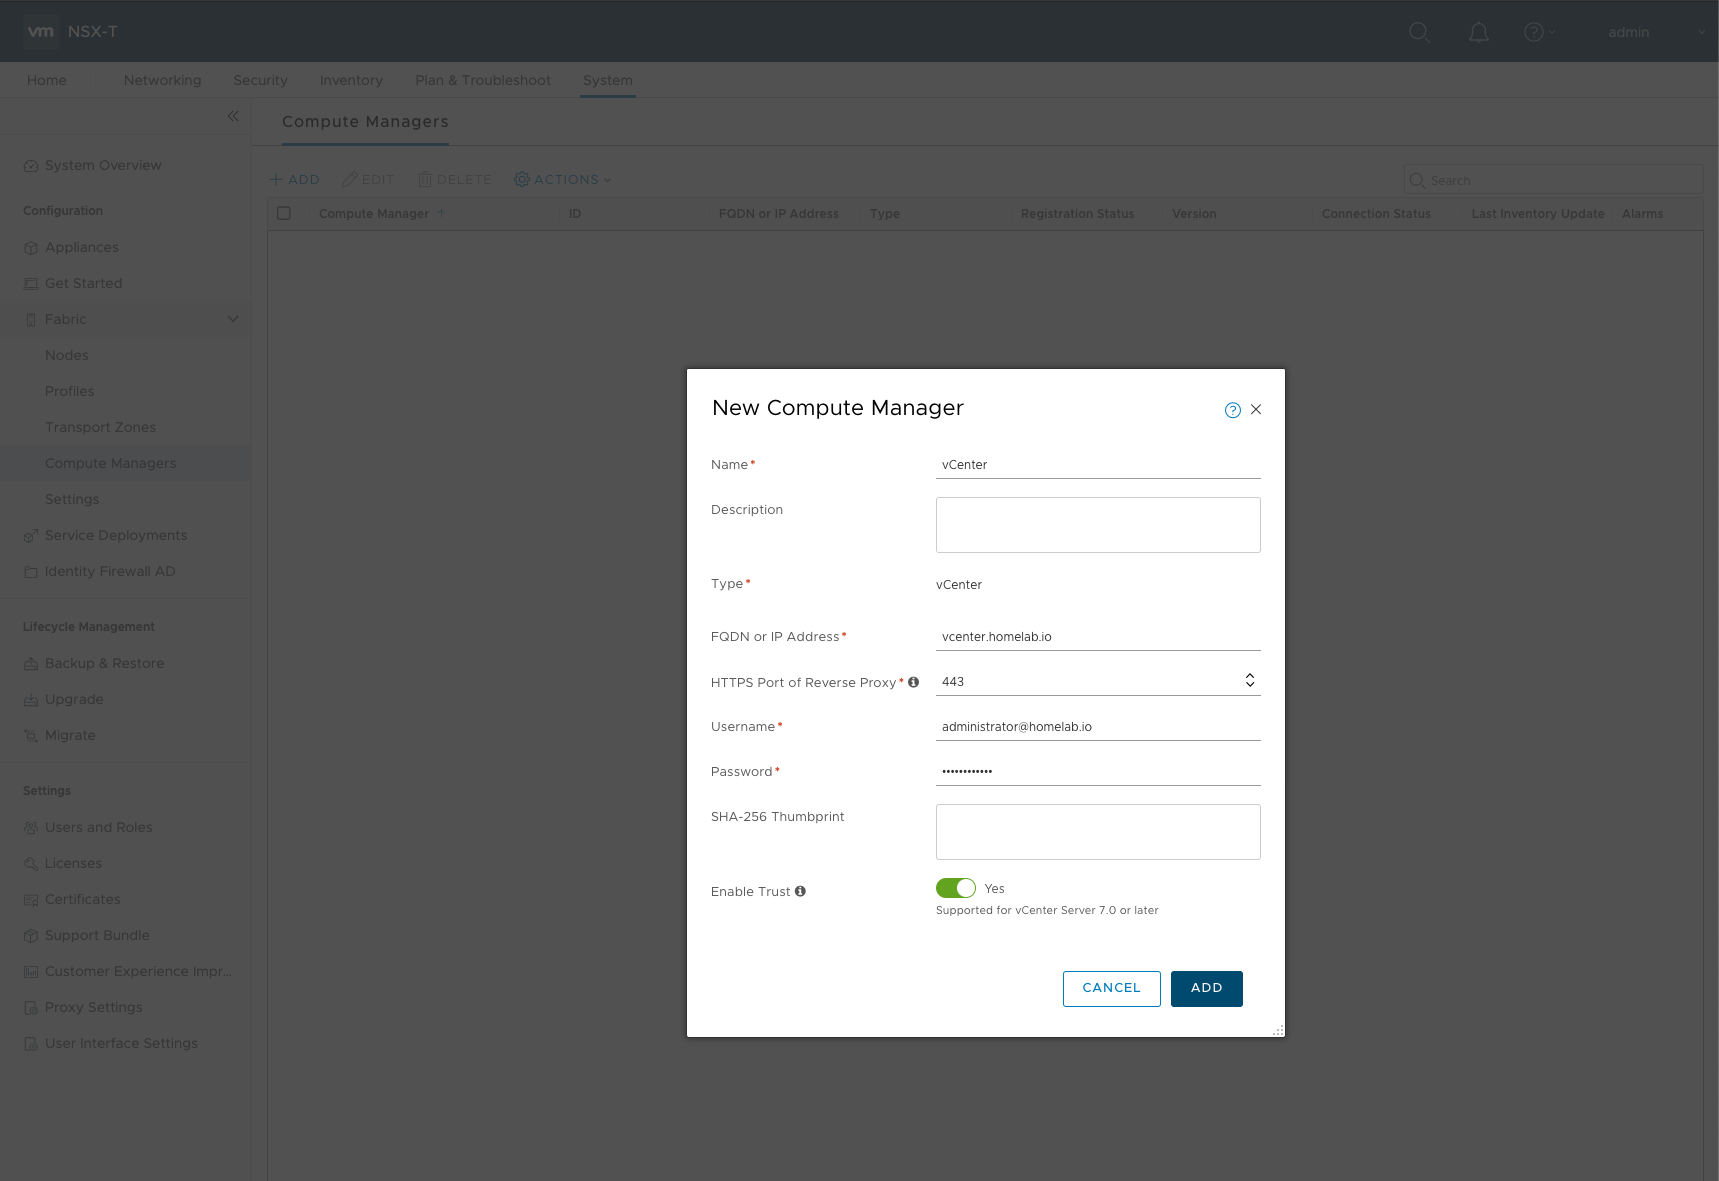 vm NSX-T
admin
Home Networking Security Inventory Plan & Troubleshoot System
System Overview
Configuration
Appliances
Get Started
Fabric
Nodes
Profiles
Transport Zones
Compute Managers
Settings
Service Deployments
Identity Firewall AD
Lifecycle Management
Backup & Restore
Upgrade
Migrate
Settings
Users and Roles
Licenses
Certificates
Support Bundle
Customer Experience Impr...
Proxy Settings
User Interface Settings
Compute Managers
+ ADD EDIT DELETE ACTIONS
Search
Compute Manager ↑ ID FQDN or IP Address Type Registration Status Version Connection Status Last Inventory Update Alarms
New Compute Manager
Name* vCenter
Description
Type* vCenter
FQDN or IP Address* vcenter.homelab.io
HTTPS Port of Reverse Proxy* 443
Username* administrator@homelab.io
Password* ••••••••••••
SHA-256 Thumbprint
Enable Trust Yes
Supported for vCenter Server 7.0 or later
CANCEL ADD